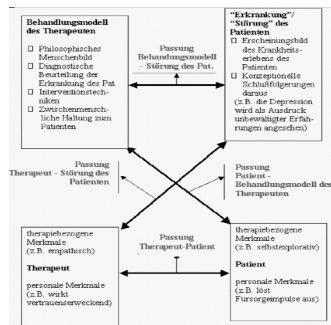 Behandlungsmodell
des Therapeuten
□ Philosophisches
Menschenbild
□ Diagnostische
Beurteilung der
Erkrankung des Pat.
□ Interventionstech-
niken
□ Zwischenmensch-
liche Haltung zum
Patienten
Passung
Behandlungsmodell
- Störung des Pat.
"Erkrankung"/
"Störung" des
Patienten
□ Erscheinungsbild
des Krankheits-
erlebens des
Patienten
□ Konzeptionelle
Schlußfolgerungen
daraus
(z.B. die Depression
wird als Ausdruck
unbewältigter Erfah-
rungen angesehen)
Passung
Therapeut - Störung des
Patienten
Passung
Patient -
Behandlungsmodell des
Therapeuten
therapiebezogene
Merkmale
(z.B. empathisch)
Therapeut
personale Merkmale
(z.B. wirkt
vertrauenserweckend)
Passung
Therapeut-Patient
therapiebezogene
Merkmale
(z.B. selbstexplorativ)
Patient
personale Merkmale
(z.B. löst
Fürsorgeimpulse aus)